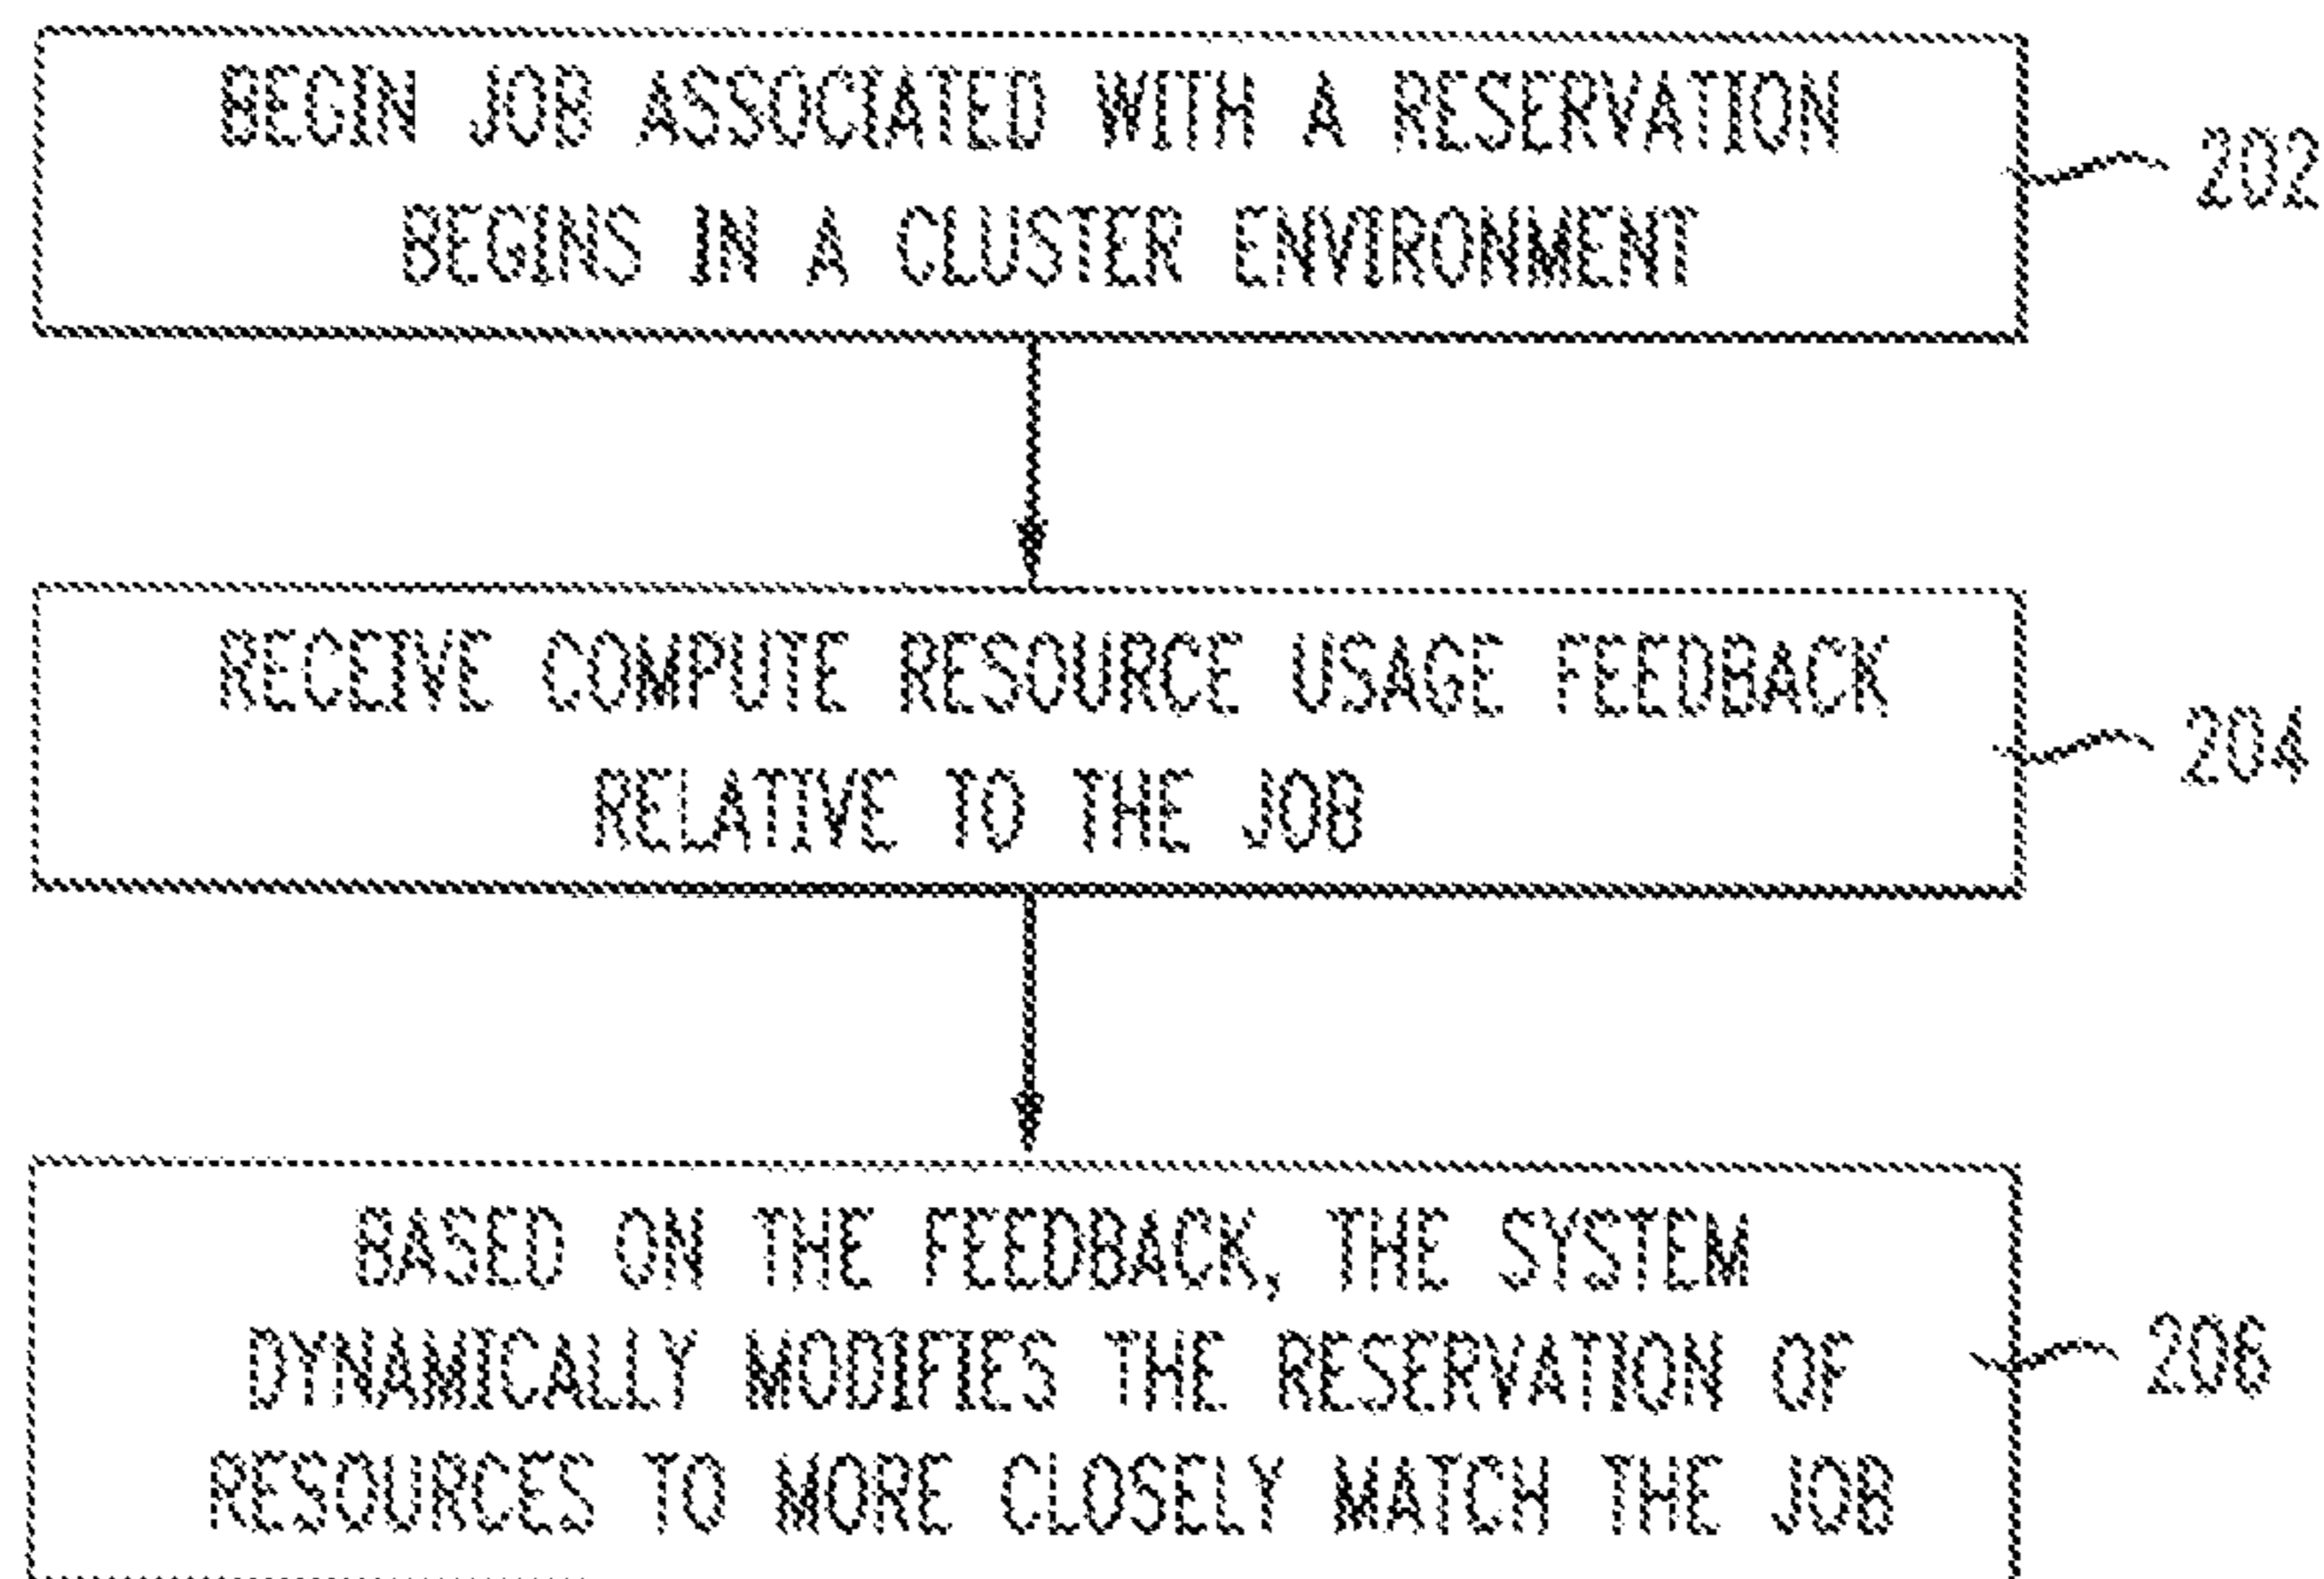 BEGIN JOB ASSOCIATED WITH A RESERVATION
BEGINS IN A CLUSTER ENVIRONMENT
202
RECEIVE COMPUTE RESOURCE USAGE FEEDBACK
RELATIVE TO THE JOB
204
BASED ON THE FEEDBACK, THE SYSTEM
DYNAMICALLY MODIFIES THE RESERVATION OF
RESOURCES TO MORE CLOSELY MATCH THE JOB
206